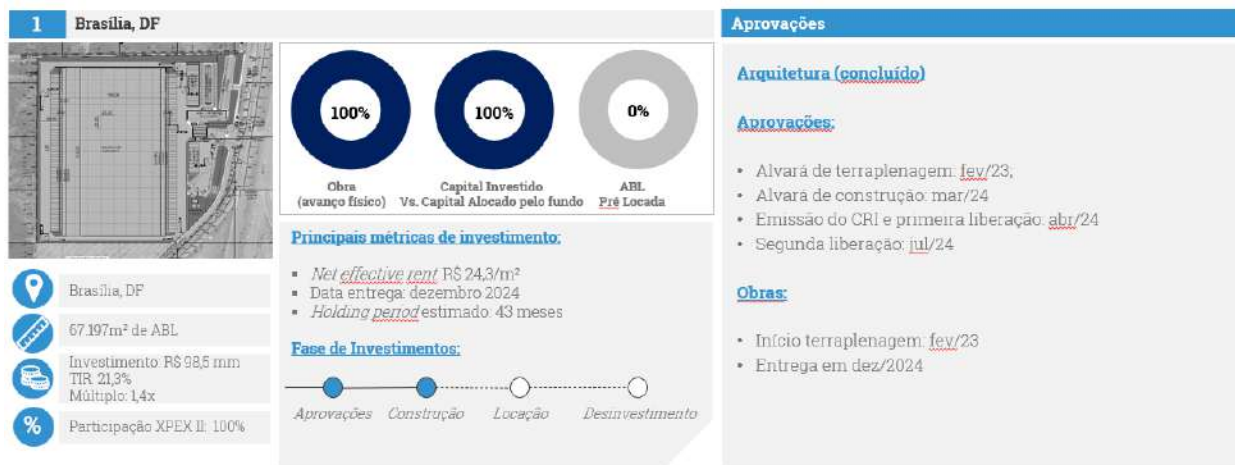 1 Brasília, DF
100%
100%
0%
Obra
(avanço físico)
Capital Investido
Vs. Capital Alocado pelo fundo
ABL
Pré Locada
Brasília, DF
67.197m² de ABL
Investimento: R$ 98,5 mm
TIR: 21,3%
Múltiplo: 1,4x
% Participação XPEX II: 100%
Principais métricas de investimento:
▪ Net effective rent: R$ 24,3/m²
▪ Data entrega: dezembro 2024
▪ Holding period estimado: 43 meses
Fase de Investimentos:
Aprovações Construção Locação Desinvestimento
Aprovações
Arquitetura (concluído)
Aprovações:
• Alvará de terraplenagem: fev/23;
• Alvará de construção: mar/24
• Emissão do CRI e primeira liberação: abr/24
• Segunda liberação: jul/24
Obras:
• Início terraplenagem: fev/23
• Entrega em dez/2024